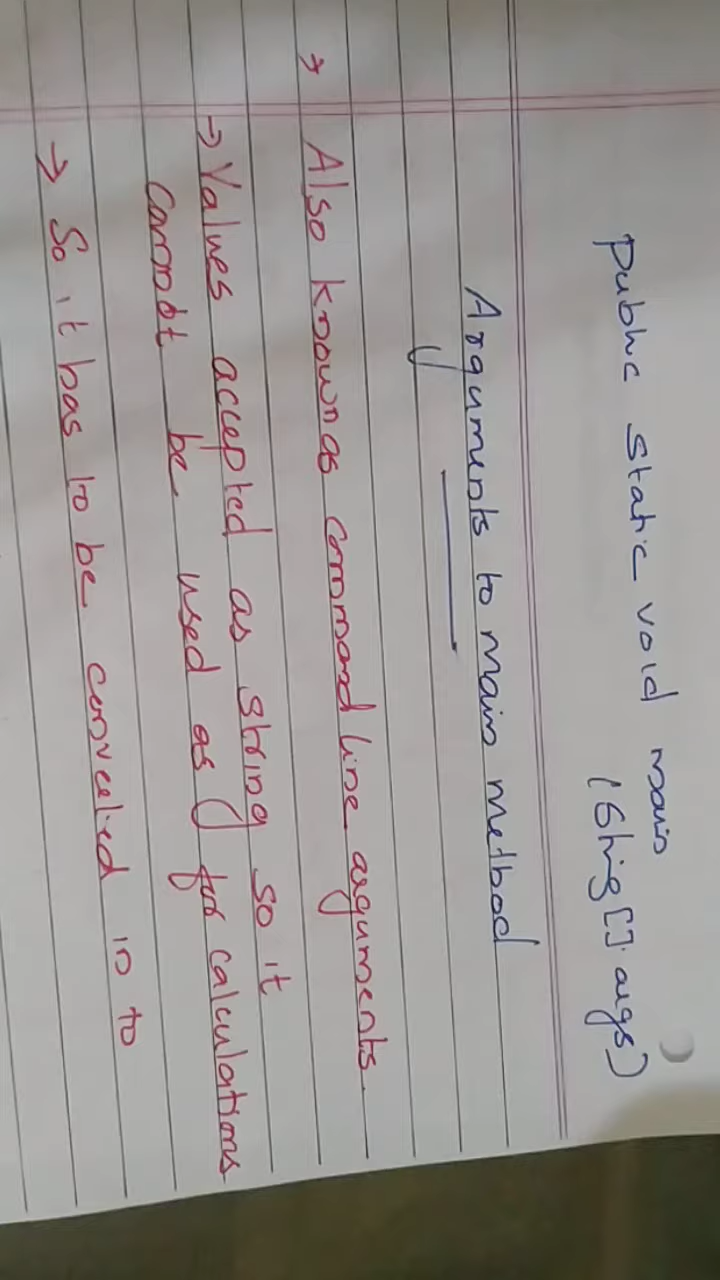 public static void main
(String[] args)
Arguments to main method
→ Also known as command line arguments.
→ Values accepted as string so it
cannot be used as for calculations
→ So it has to be converted in to